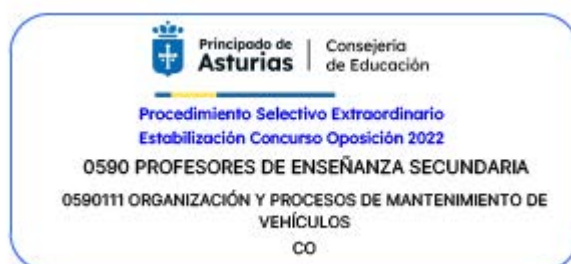 Principado de
Asturias
Consejería
de Educación
Procedimiento Selectivo Extraordinario
Estabilización Concurso Oposición 2022
0590 PROFESORES DE ENSEÑANZA SECUNDARIA
0590111 ORGANIZACIÓN Y PROCESOS DE MANTENIMIENTO DE
VEHÍCULOS
CO